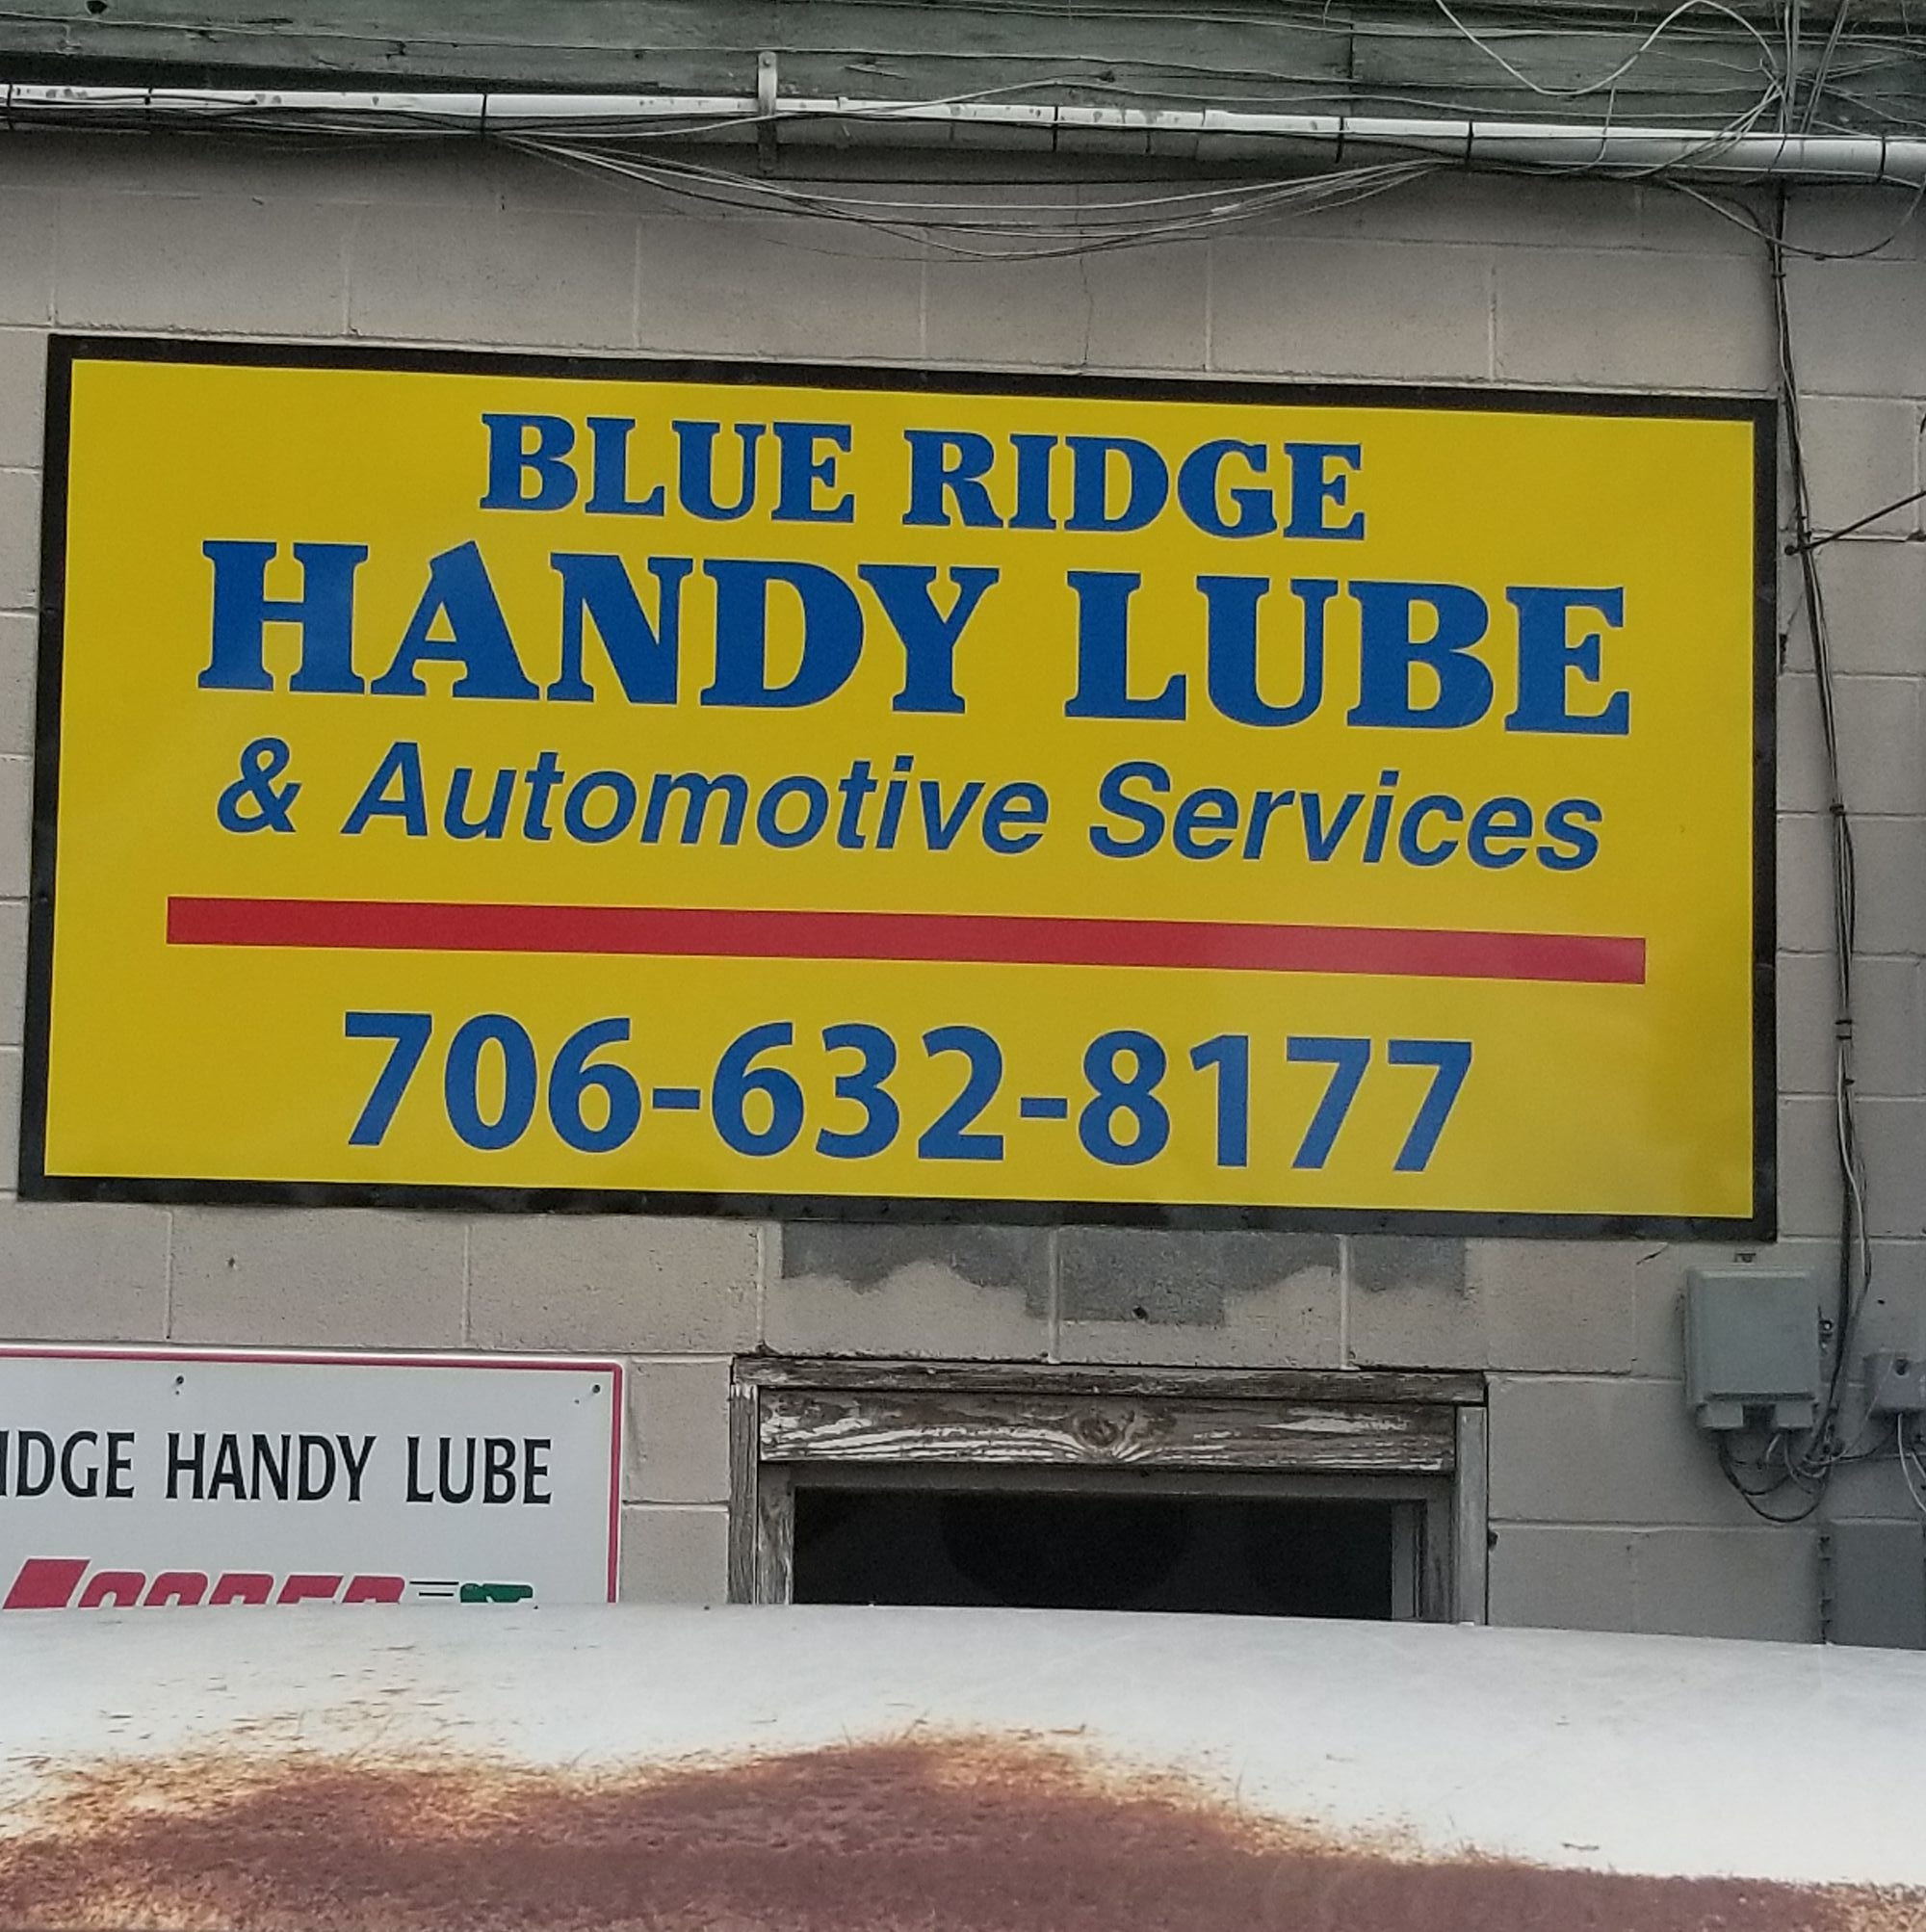 BLUE RIDGE
HANDY LUBE
& Automotive Services
706-632-8177
IDGE HANDY LUBE